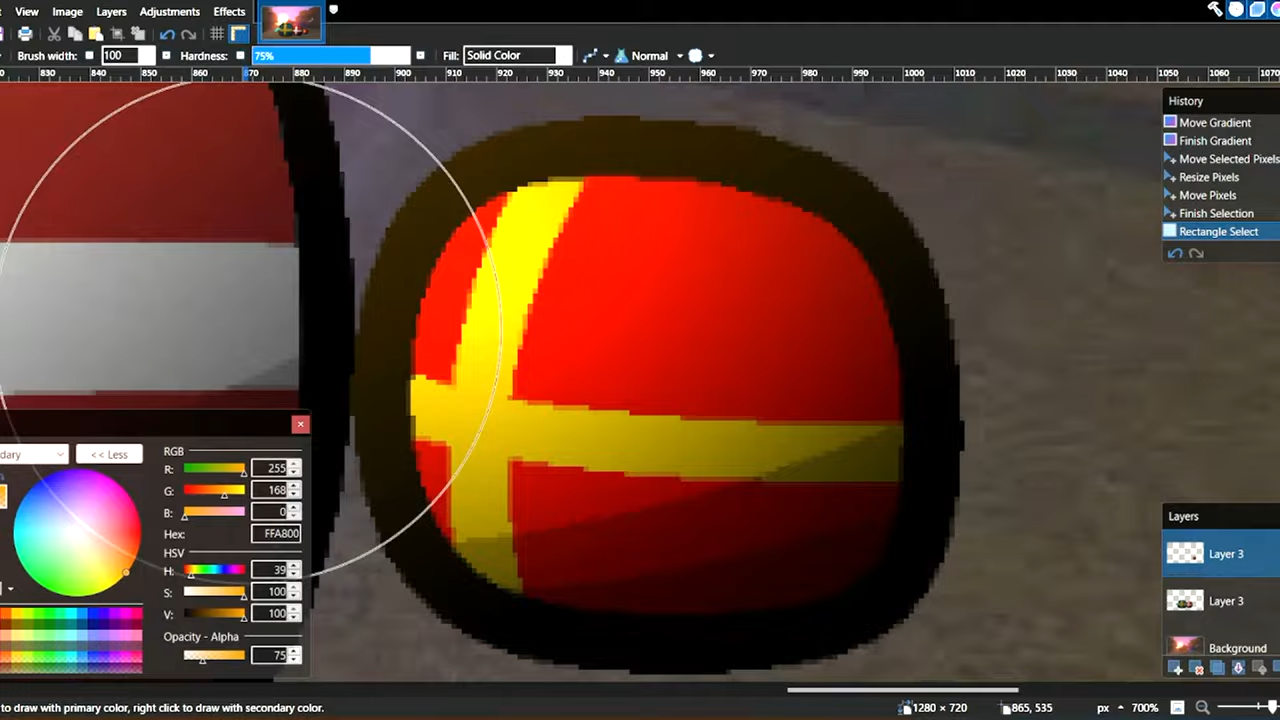 View Image Layers Adjustments Effects
Brush width: 100 Hardness: 75% Fill: Solid Color Normal
830 840 850 860 870 880 890 900 910 920 930 940 950 960 970 980 990 1000 1010 1020 1030 1040 1050 1060 1070
History
Move Gradient
Finish Gradient
Move Selected Pixels
Resize Pixels
Move Pixels
Finish Selection
Rectangle Select
<< Less
RGB
R: 255
G: 168
B: 0
Hex: FFA800
HSV
H: 39
S: 100
V: 100
Opacity - Alpha
75
Layers
Layer 3
Layer 3
Background
to draw with primary color, right click to draw with secondary color.
1280 × 720
865, 535
px
700%